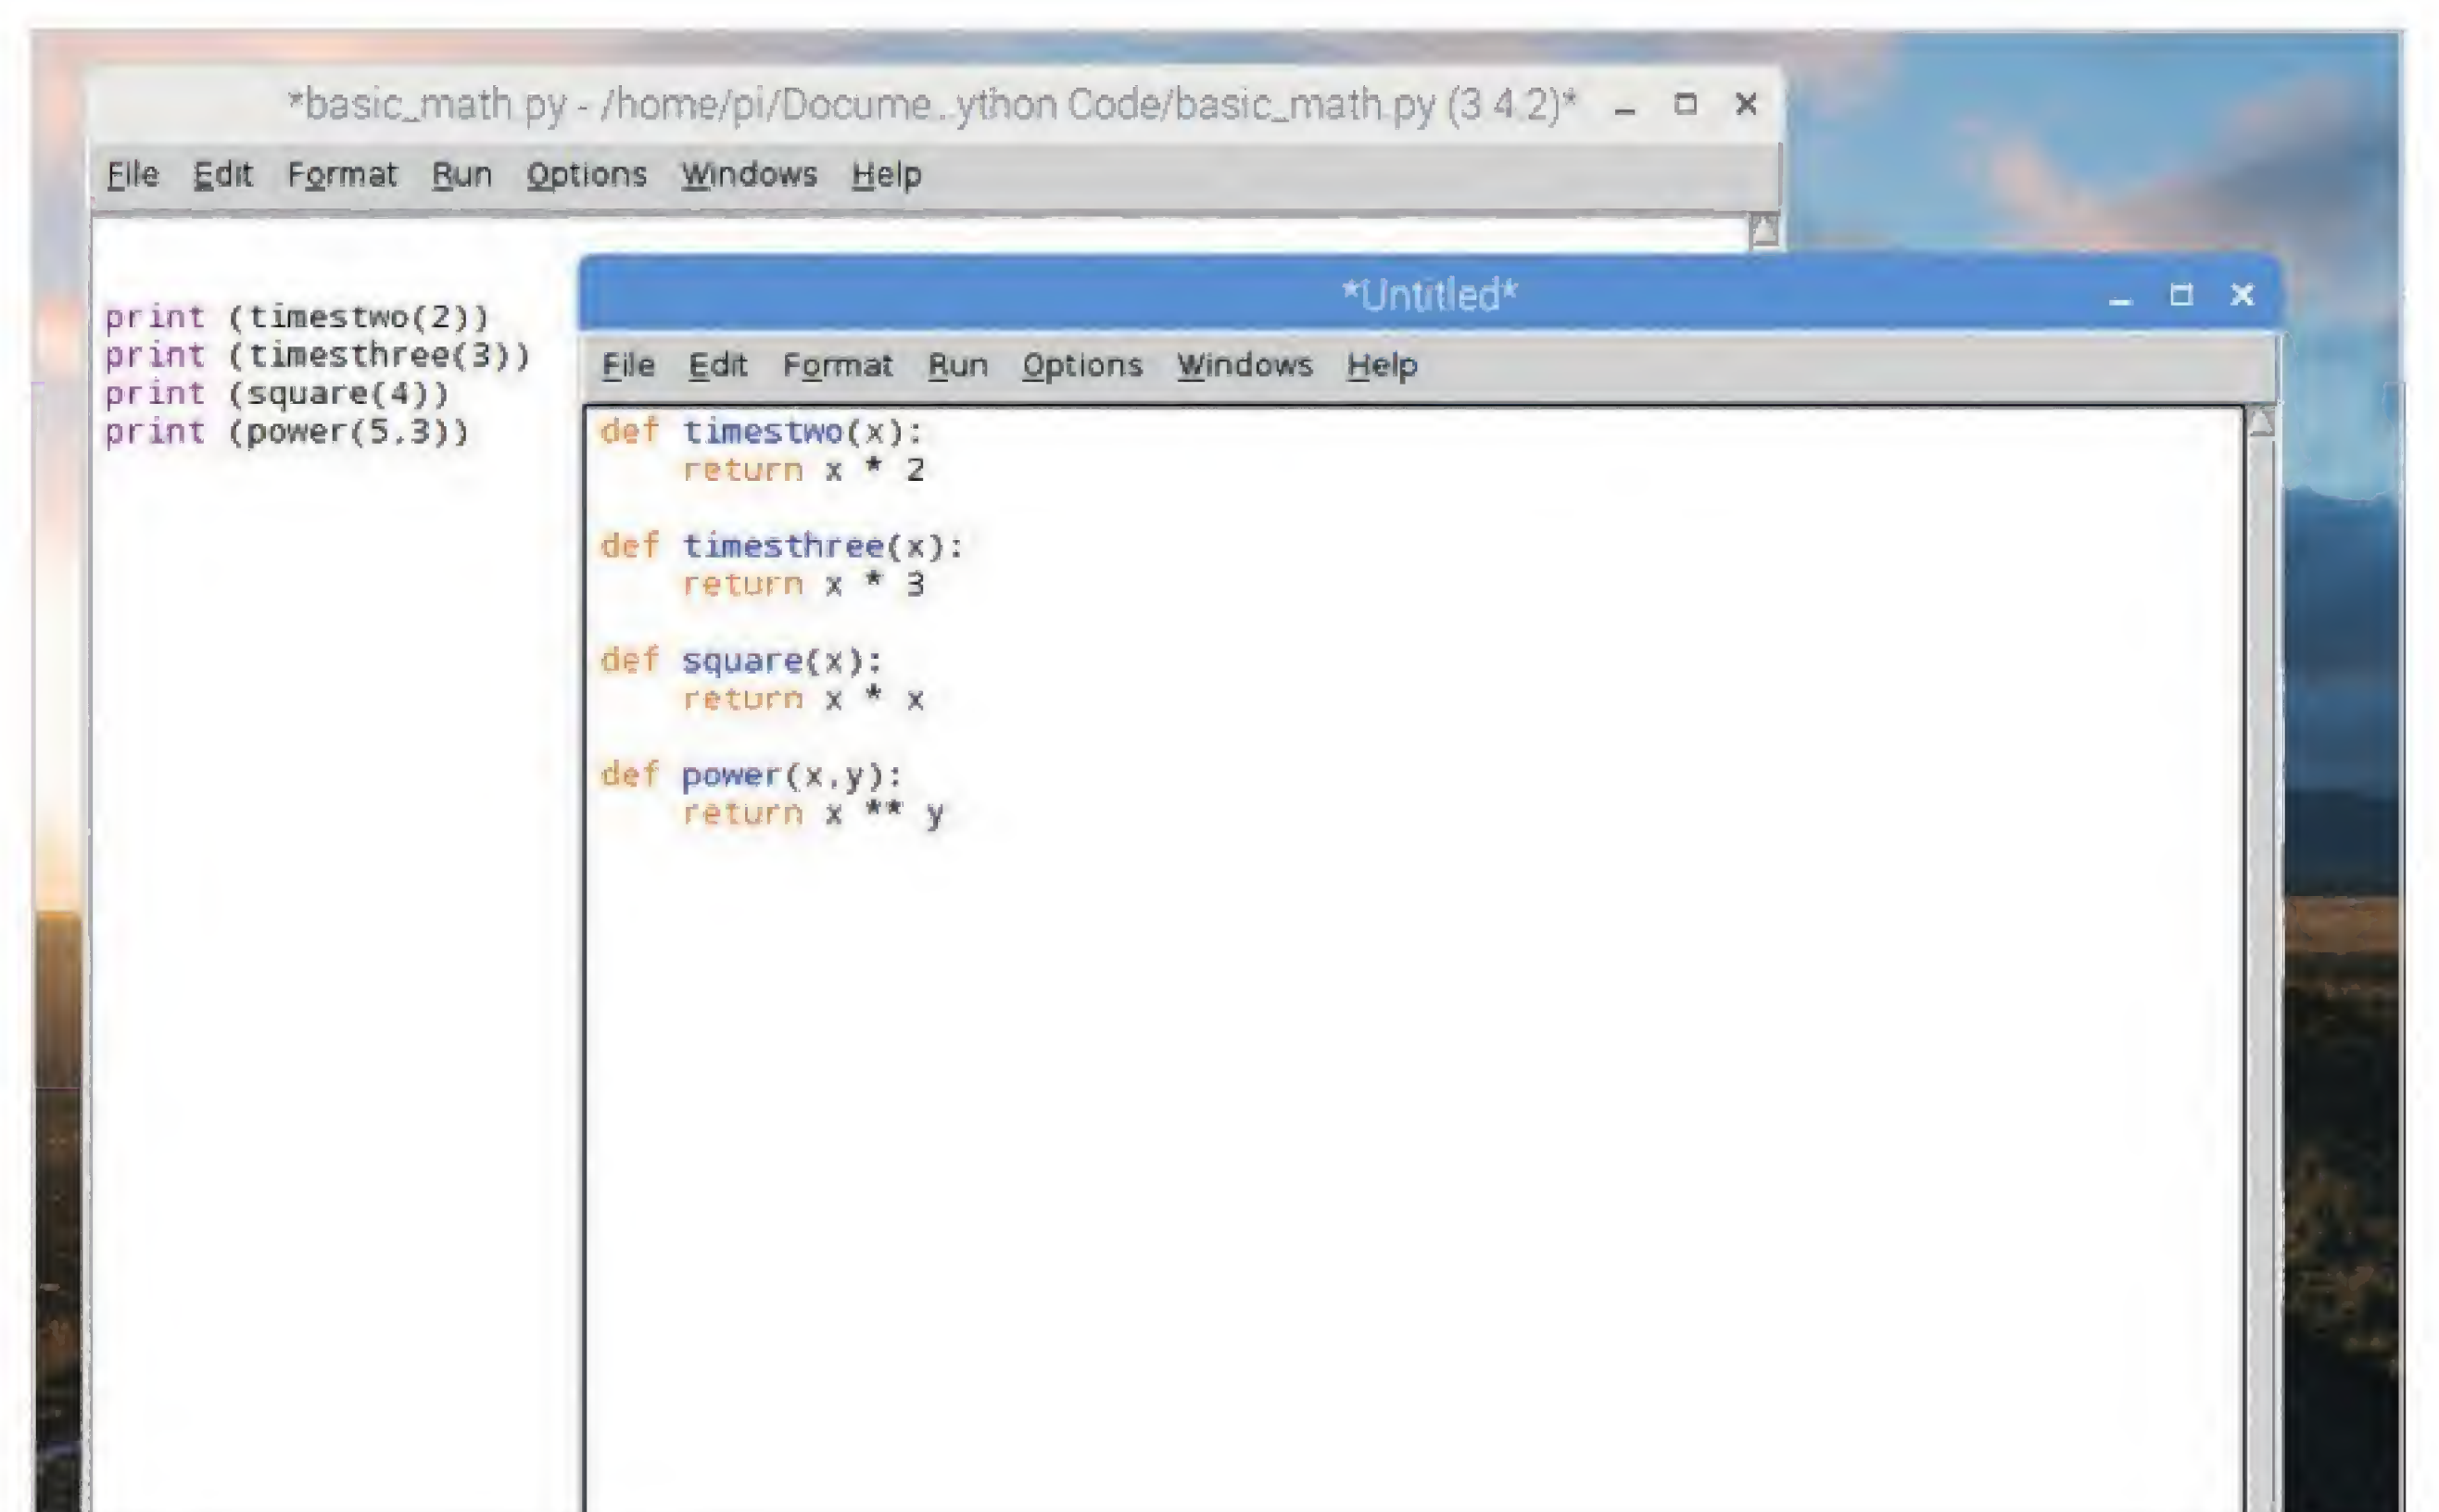 *basic_math.py - /home/pi/Docume...ython Code/basic_math.py (3.4.2)*
File Edit Format Run Options Windows Help
print (timestwo(2))
print (timesthree(3))
print (square(4))
print (power(5,3))
*Untitled*
File Edit Format Run Options Windows Help
def timestwo(x):
    return x * 2
def timesthree(x):
    return x * 3
def square(x):
    return x * x
def power(x,y):
    return x ** y